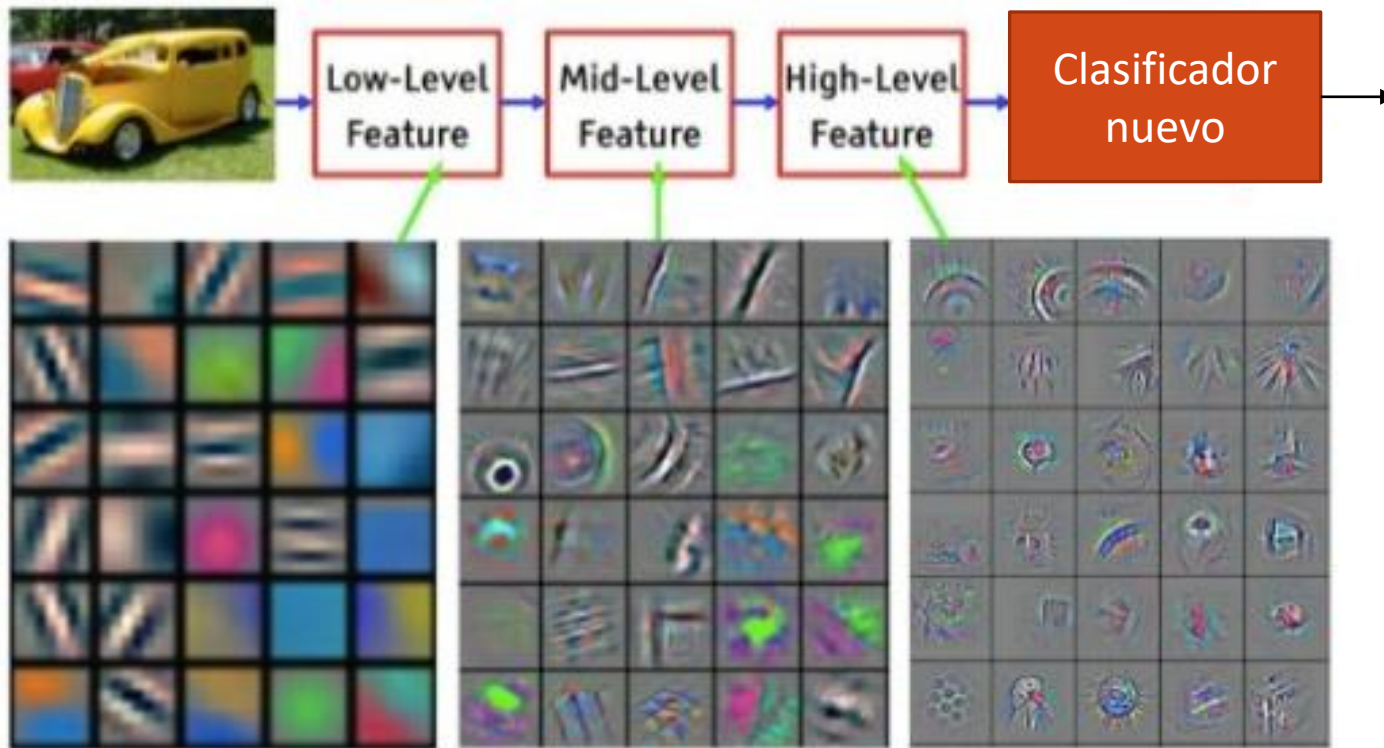 Low-Level
Feature
Mid-Level
Feature
High-Level
Feature
Clasificador
nuevo